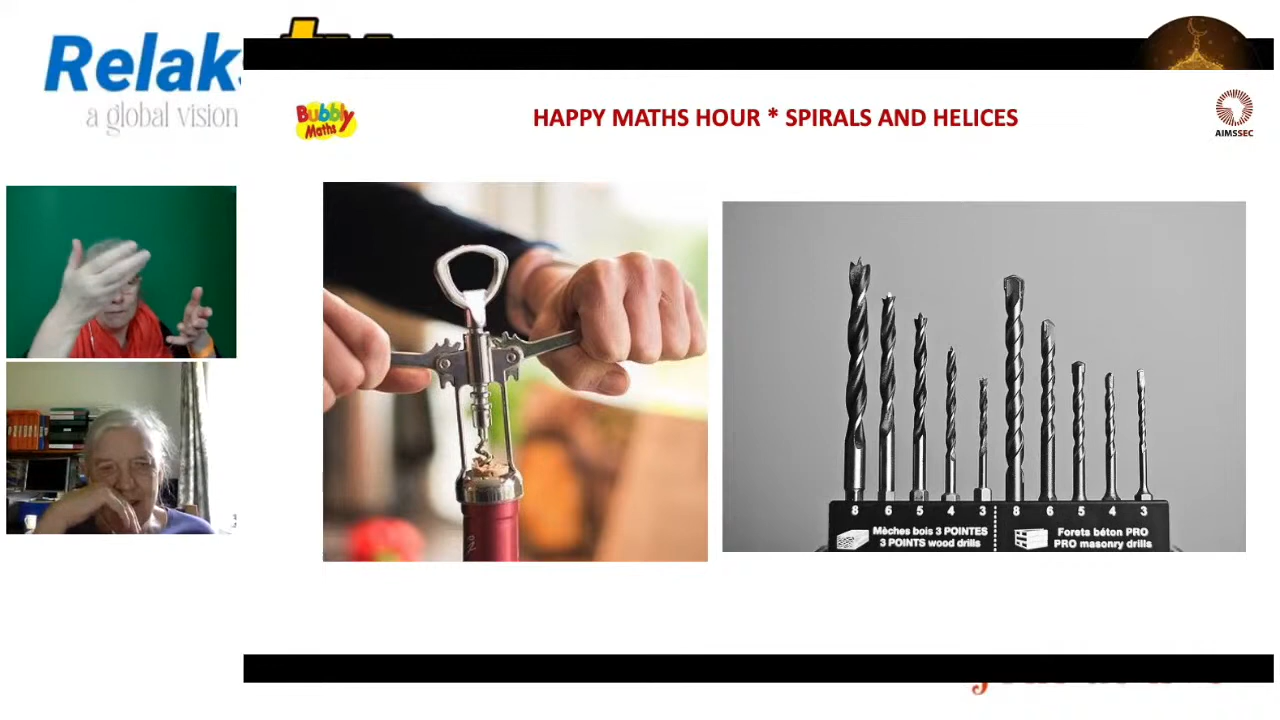 Relaks
a global vision
Bubbly
Maths
HAPPY MATHS HOUR * SPIRALS AND HELICES
AIMSSEC
8 6 5 4 3 8 6 5 4 3
Mèches bois 3 POINTES
3 POINTS wood drills
Forets béton PRO
PRO masonry drills